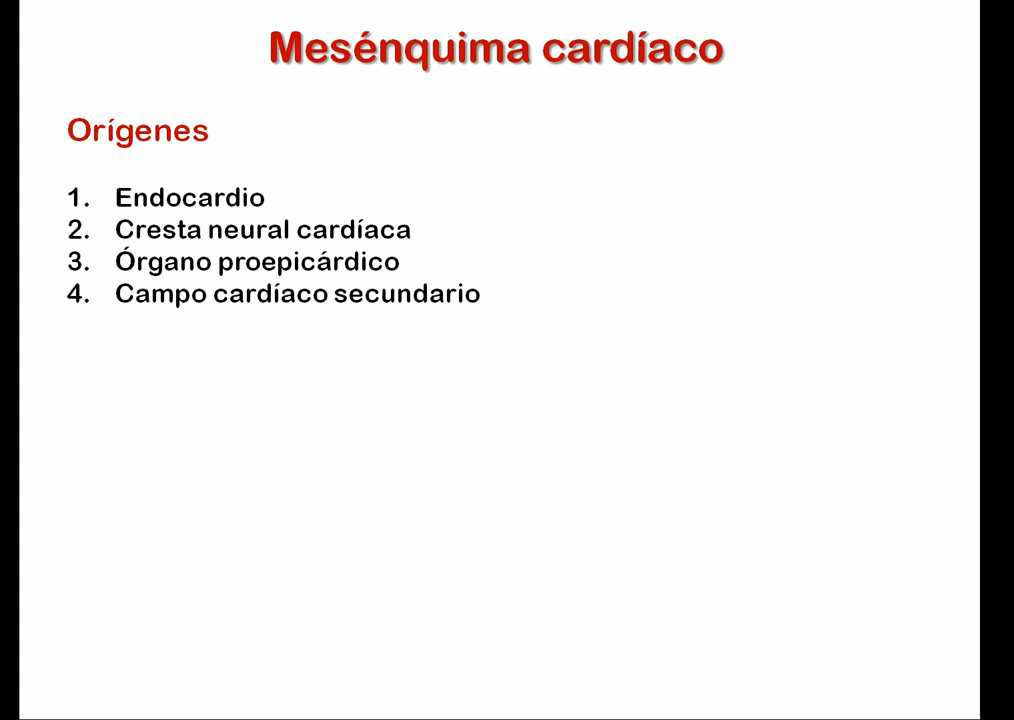 Mesénquima cardíaco
Orígenes
1. Endocardio
2. Cresta neural cardíaca
3. Órgano proepicárdico
4. Campo cardíaco secundario